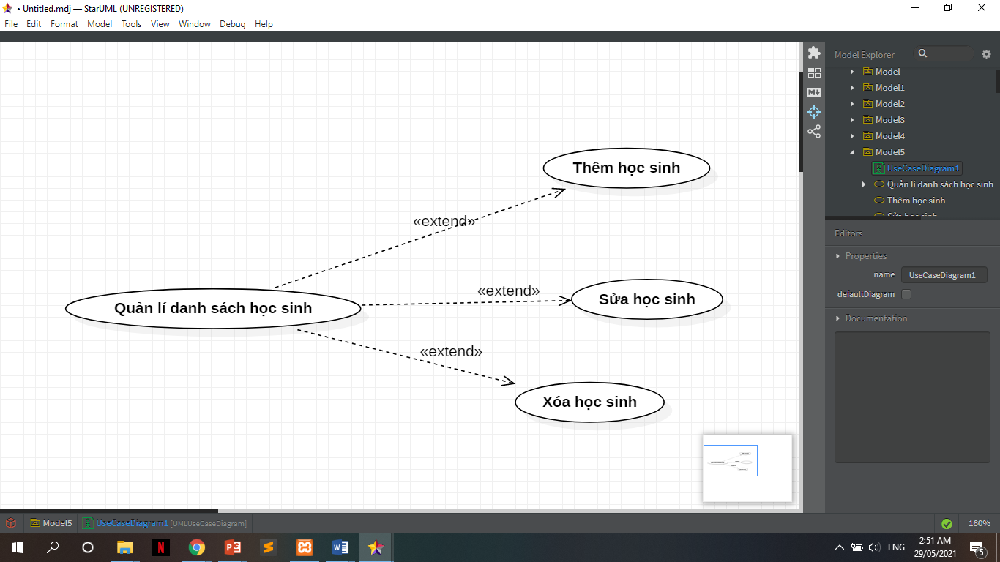 • Untitled.mdj — StarUML (UNREGISTERED)
File Edit Format Model Tools View Window Debug Help
Model Explorer
Model
Model1
Model2
Model3
Model4
Model5
UseCaseDiagram1
Quản lí danh sách học sinh
Thêm học sinh
Sửa học sinh
Editors
Properties
name UseCaseDiagram1
defaultDiagram
Documentation
M
Thêm học sinh
«extend»
«extend»
Sửa học sinh
Quản lí danh sách học sinh
«extend»
Xóa học sinh
Model5 UseCaseDiagram1 [UMLUseCaseDiagram]
160%
N
P
W
ENG
2:51 AM
29/05/2021
5